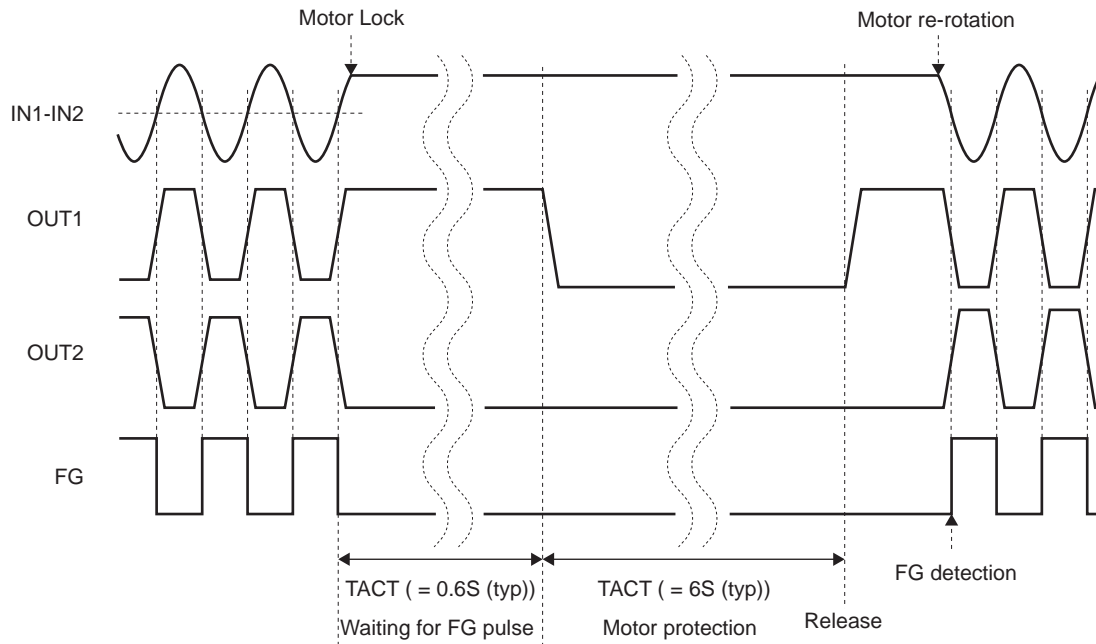 Motor Lock
Motor re-rotation
IN1-IN2
OUT1
OUT2
FG
FG detection
TACT ( = 0.6S (typ))
TACT ( = 6S (typ))
Release
Waiting for FG pulse
Motor protection